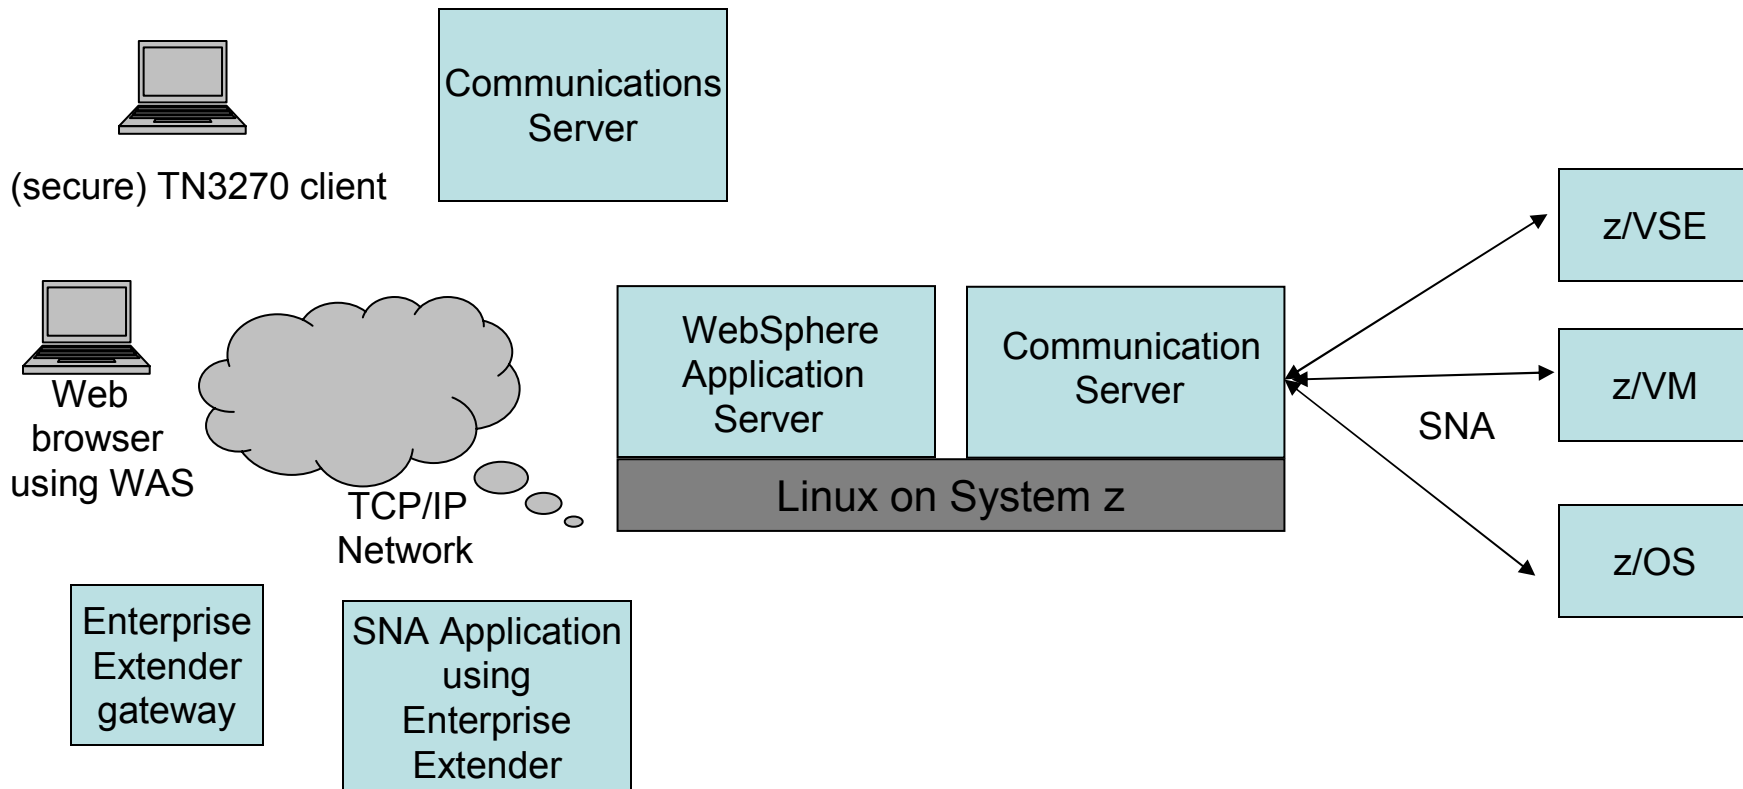 Communications
Server
(secure) TN3270 client
z/VSE
WebSphere
Application
Server
Communication
Server
z/VM
SNA
Web
browser
using WAS
TCP/IP
Network
Linux on System z
z/OS
Enterprise
Extender
gateway
SNA Application
using
Enterprise
Extender